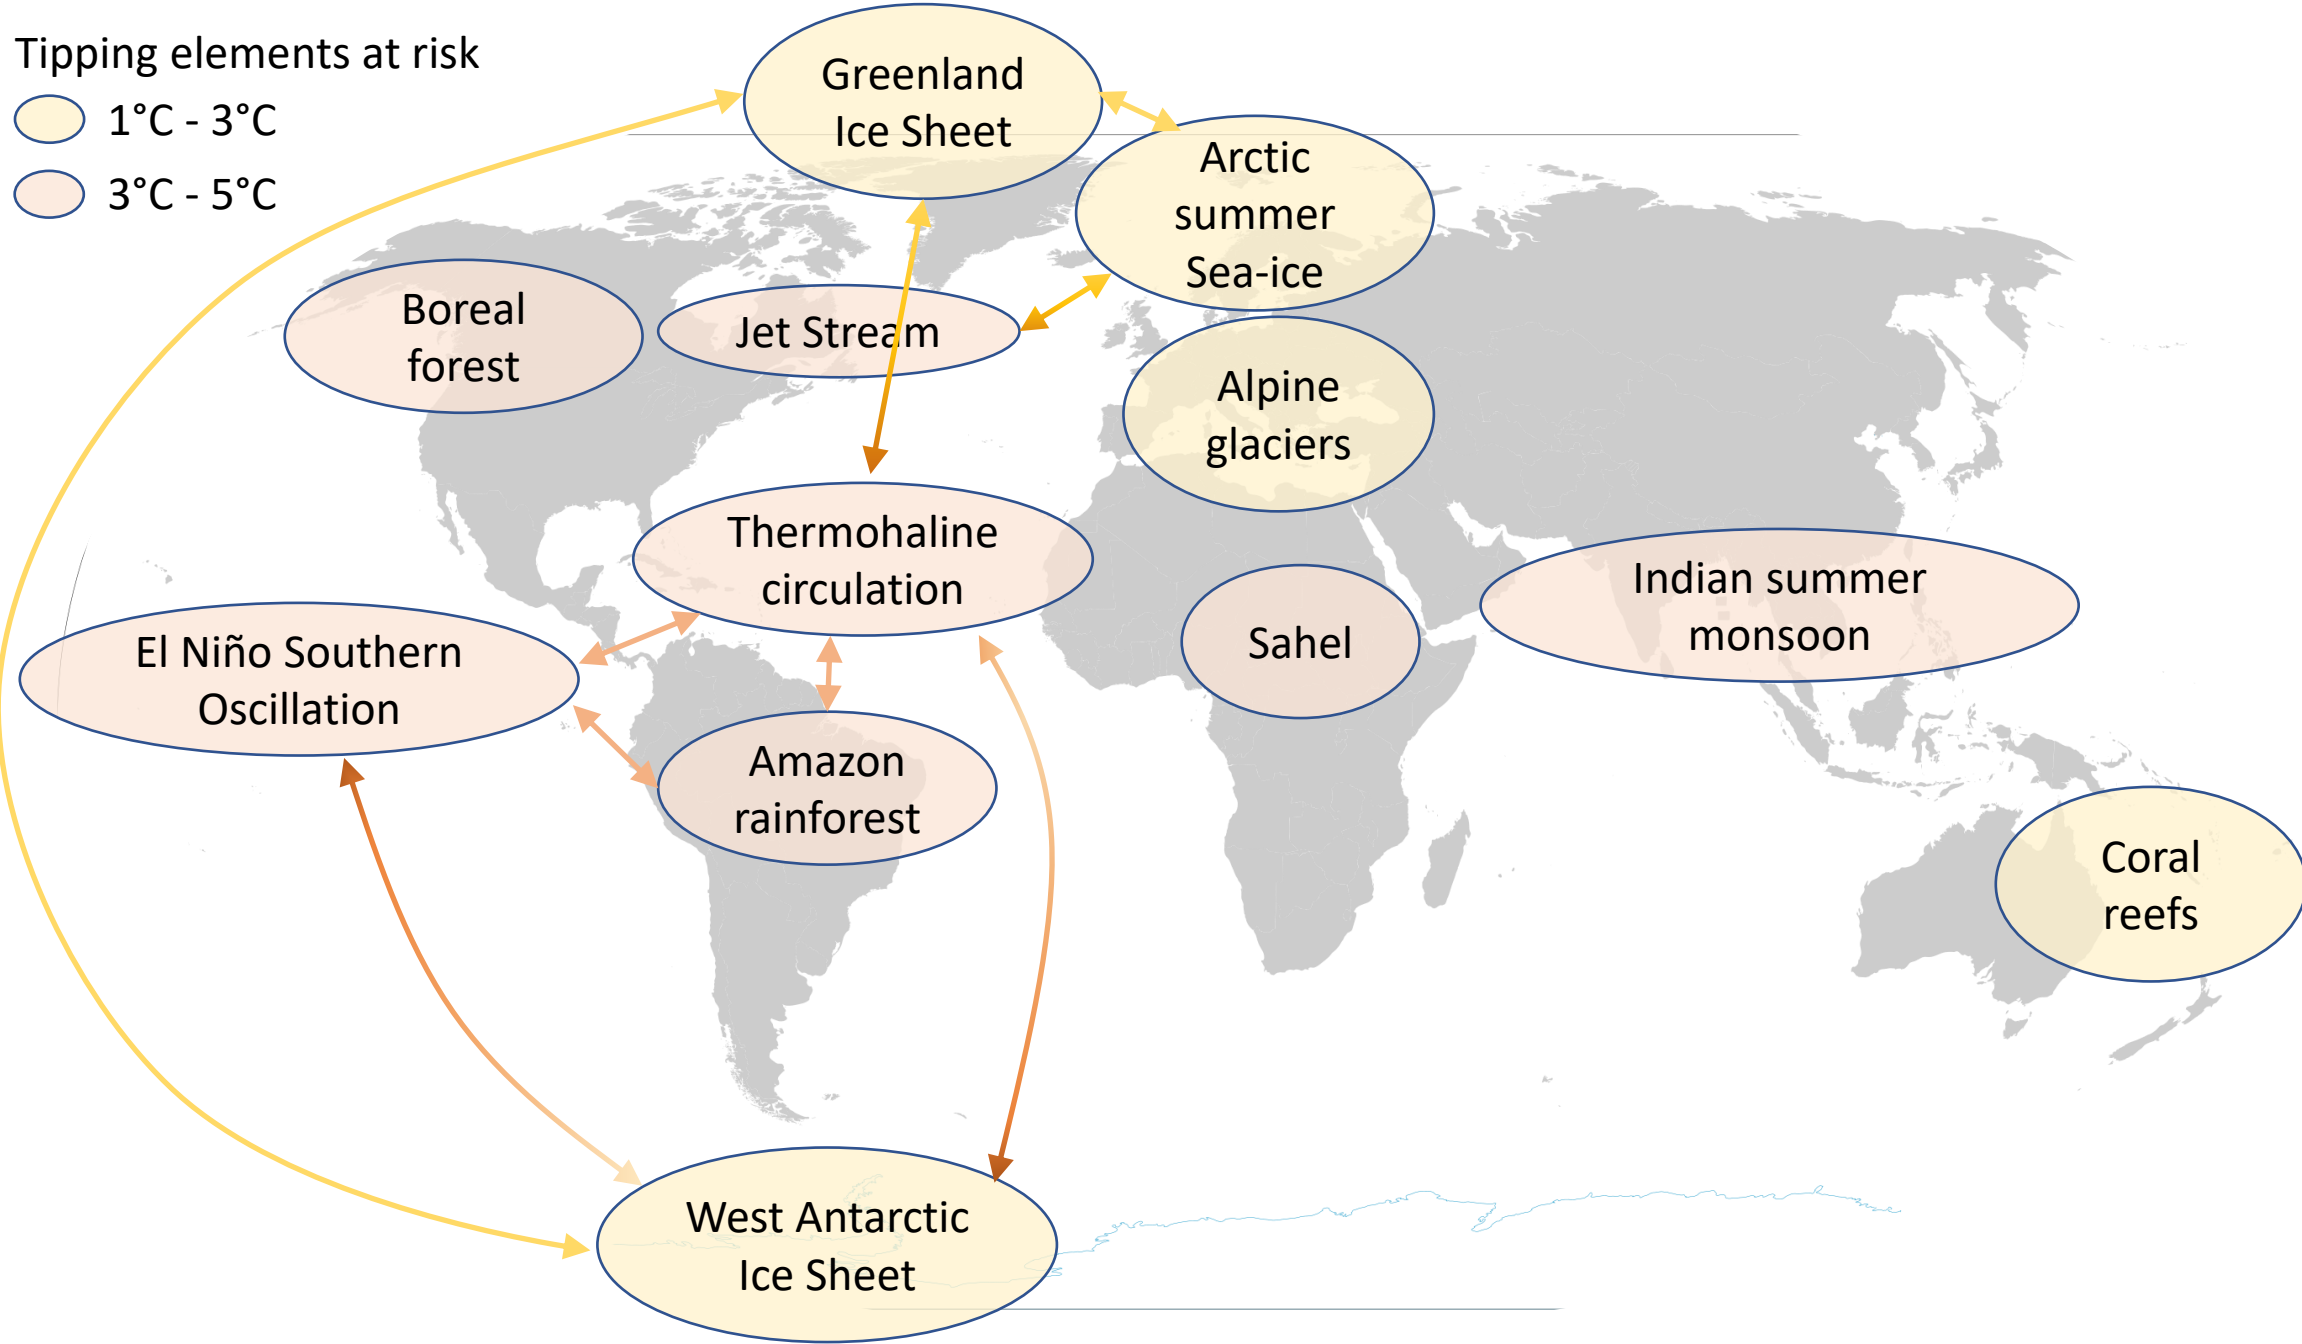 Tipping elements at risk
1°C - 3°C
3°C - 5°C
Greenland
Ice Sheet
Arctic
summer
Sea-ice
Boreal
forest
Jet Stream
Alpine
glaciers
Thermohaline
circulation
Indian summer
monsoon
Sahel
El Niño Southern
Oscillation
Amazon
rainforest
Coral
reefs
West Antarctic
Ice Sheet